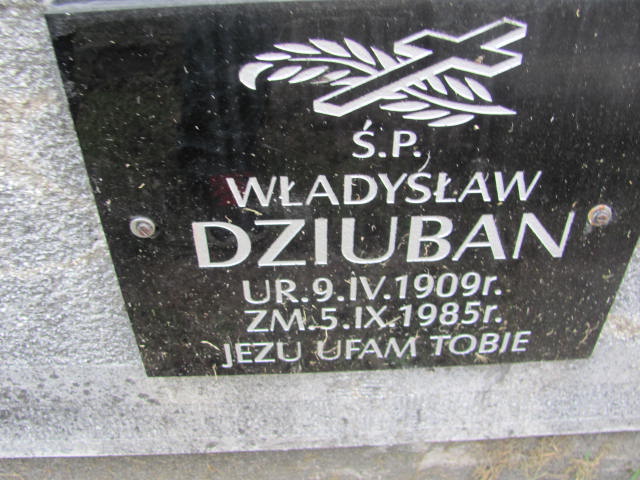 Ś.P.
WŁADYSŁAW
DZIUBAN
UR.9.IV.1909r.
ZM.5.IX.1985r.
JEZU UFAM TOBIE